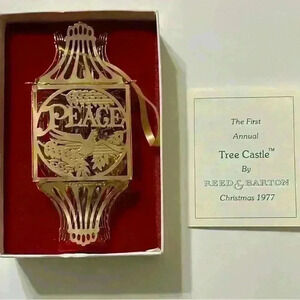 PEACE
The First
Annual
Tree Castle™
By
REED & BARTON
Christmas 1977